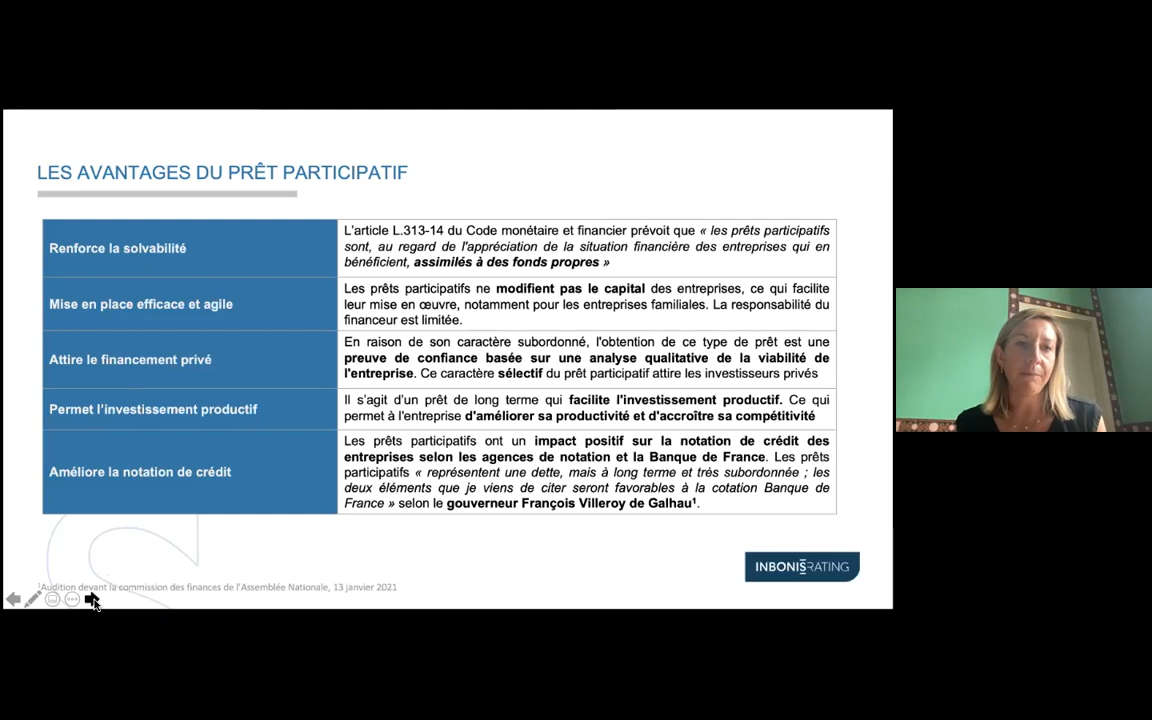 LES AVANTAGES DU PRÊT PARTICIPATIF
Renforce la solvabilité
L'article L.313-14 du Code monétaire et financier prévoit que « les prêts participatifs
sont, au regard de l'appréciation de la situation financière des entreprises qui en
bénéficient, assimilés à des fonds propres »
Mise en place efficace et agile
Les prêts participatifs ne modifient pas le capital des entreprises, ce qui facilite
leur mise en œuvre, notamment pour les entreprises familiales. La responsabilité du
financeur est limitée.
Attire le financement privé
En raison de son caractère subordonné, l'obtention de ce type de prêt est une
preuve de confiance basée sur une analyse qualitative de la viabilité de
l'entreprise. Ce caractère sélectif du prêt participatif attire les investisseurs privés
Permet l'investissement productif
Il s'agit d'un prêt de long terme qui facilite l'investissement productif. Ce qui
permet à l'entreprise d'améliorer sa productivité et d'accroître sa compétitivité
Améliore la notation de crédit
Les prêts participatifs ont un impact positif sur la notation de crédit des
entreprises selon les agences de notation et la Banque de France. Les prêts
participatifs « représentent une dette, mais à long terme et très subordonnée ; les
deux éléments que je viens de citer seront favorables à la cotation Banque de
France » selon le gouverneur François Villeroy de Galhau¹.
INBONIS RATING
¹Audition devant la commission des finances de l'Assemblée Nationale, 13 janvier 2021